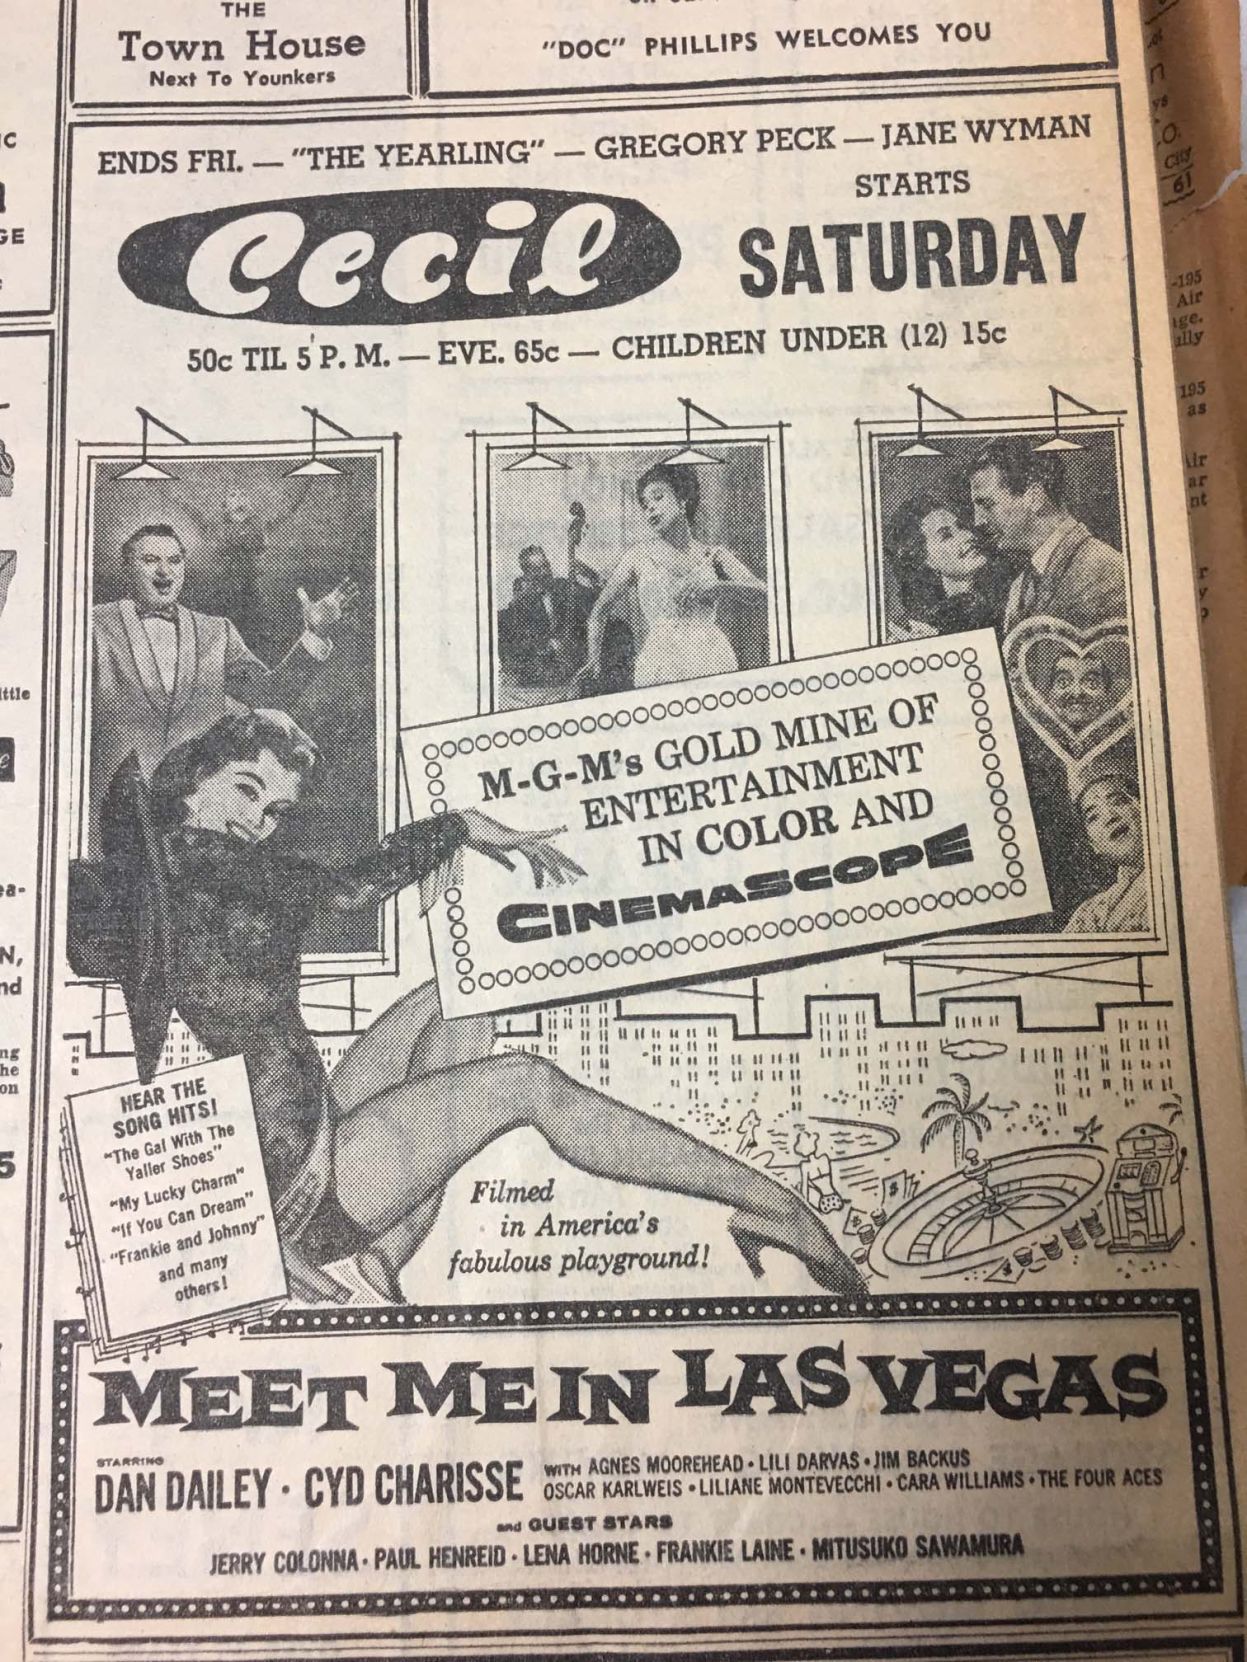 THE
Town House
Next To Younkers
"DOC" PHILLIPS WELCOMES YOU
ENDS FRI. — "THE YEARLING" — GREGORY PECK — JANE WYMAN
Cecil
STARTS
SATURDAY
50c TIL 5 P. M. — EVE. 65c — CHILDREN UNDER (12) 15c
M-G-M's GOLD MINE OF
ENTERTAINMENT
IN COLOR AND
CINEMASCOPE
HEAR THE
SONG HITS!
"The Gal With The
Yaller Shoes"
"My Lucky Charm"
"If You Can Dream"
"Frankie and Johnny"
and many
others!
Filmed
in America's
fabulous playground!
MEET ME IN LAS VEGAS
STARRING
DAN DAILEY • CYD CHARISSE
WITH AGNES MOOREHEAD • LILI DARVAS • JIM BACKUS
OSCAR KARLWEIS • LILIANE MONTEVECCHI • CARA WILLIAMS • THE FOUR ACES
and GUEST STARS
JERRY COLONNA • PAUL HENREID • LENA HORNE • FRANKIE LAINE • MITUSUKO SAWAMURA